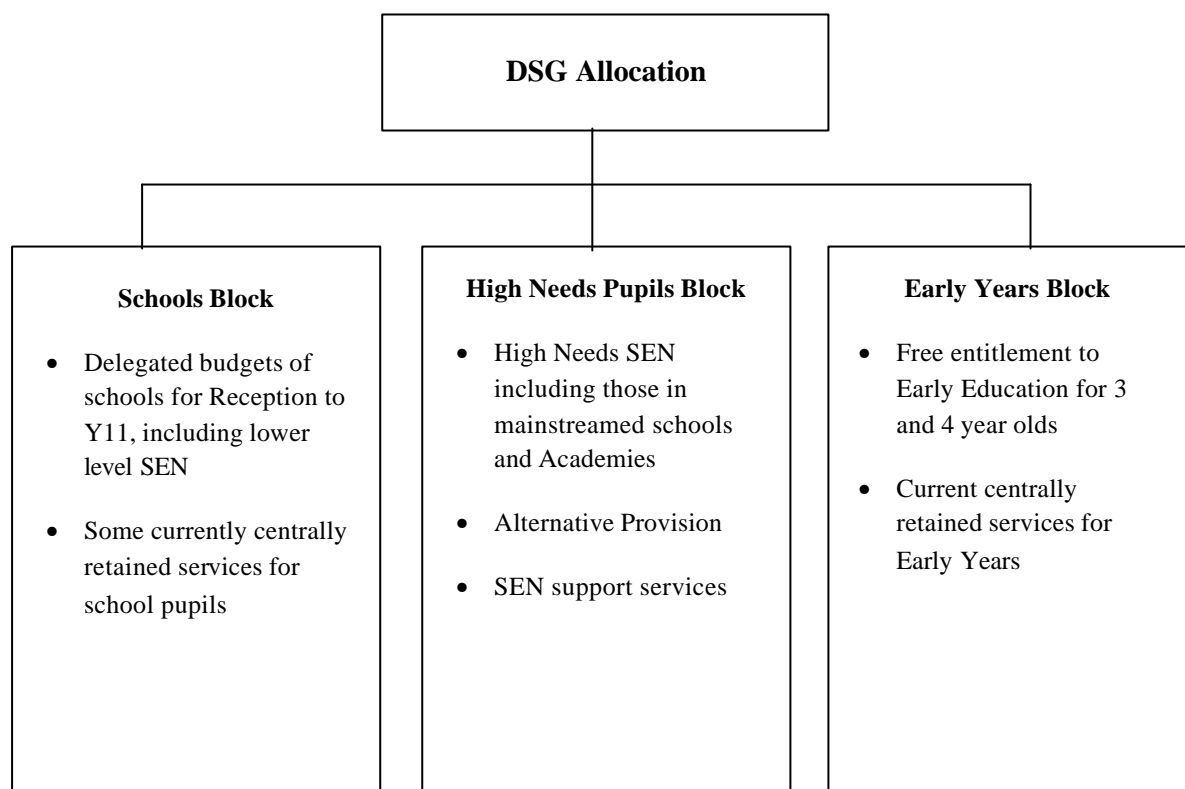 DSG Allocation
Schools Block
• Delegated budgets of
schools for Reception to
Y11, including lower
level SEN
• Some currently centrally
retained services for
school pupils
High Needs Pupils Block
• High Needs SEN
including those in
mainstreamed schools
and Academies
• Alternative Provision
• SEN support services
Early Years Block
• Free entitlement to
Early Education for 3
and 4 year olds
• Current centrally
retained services for
Early Years